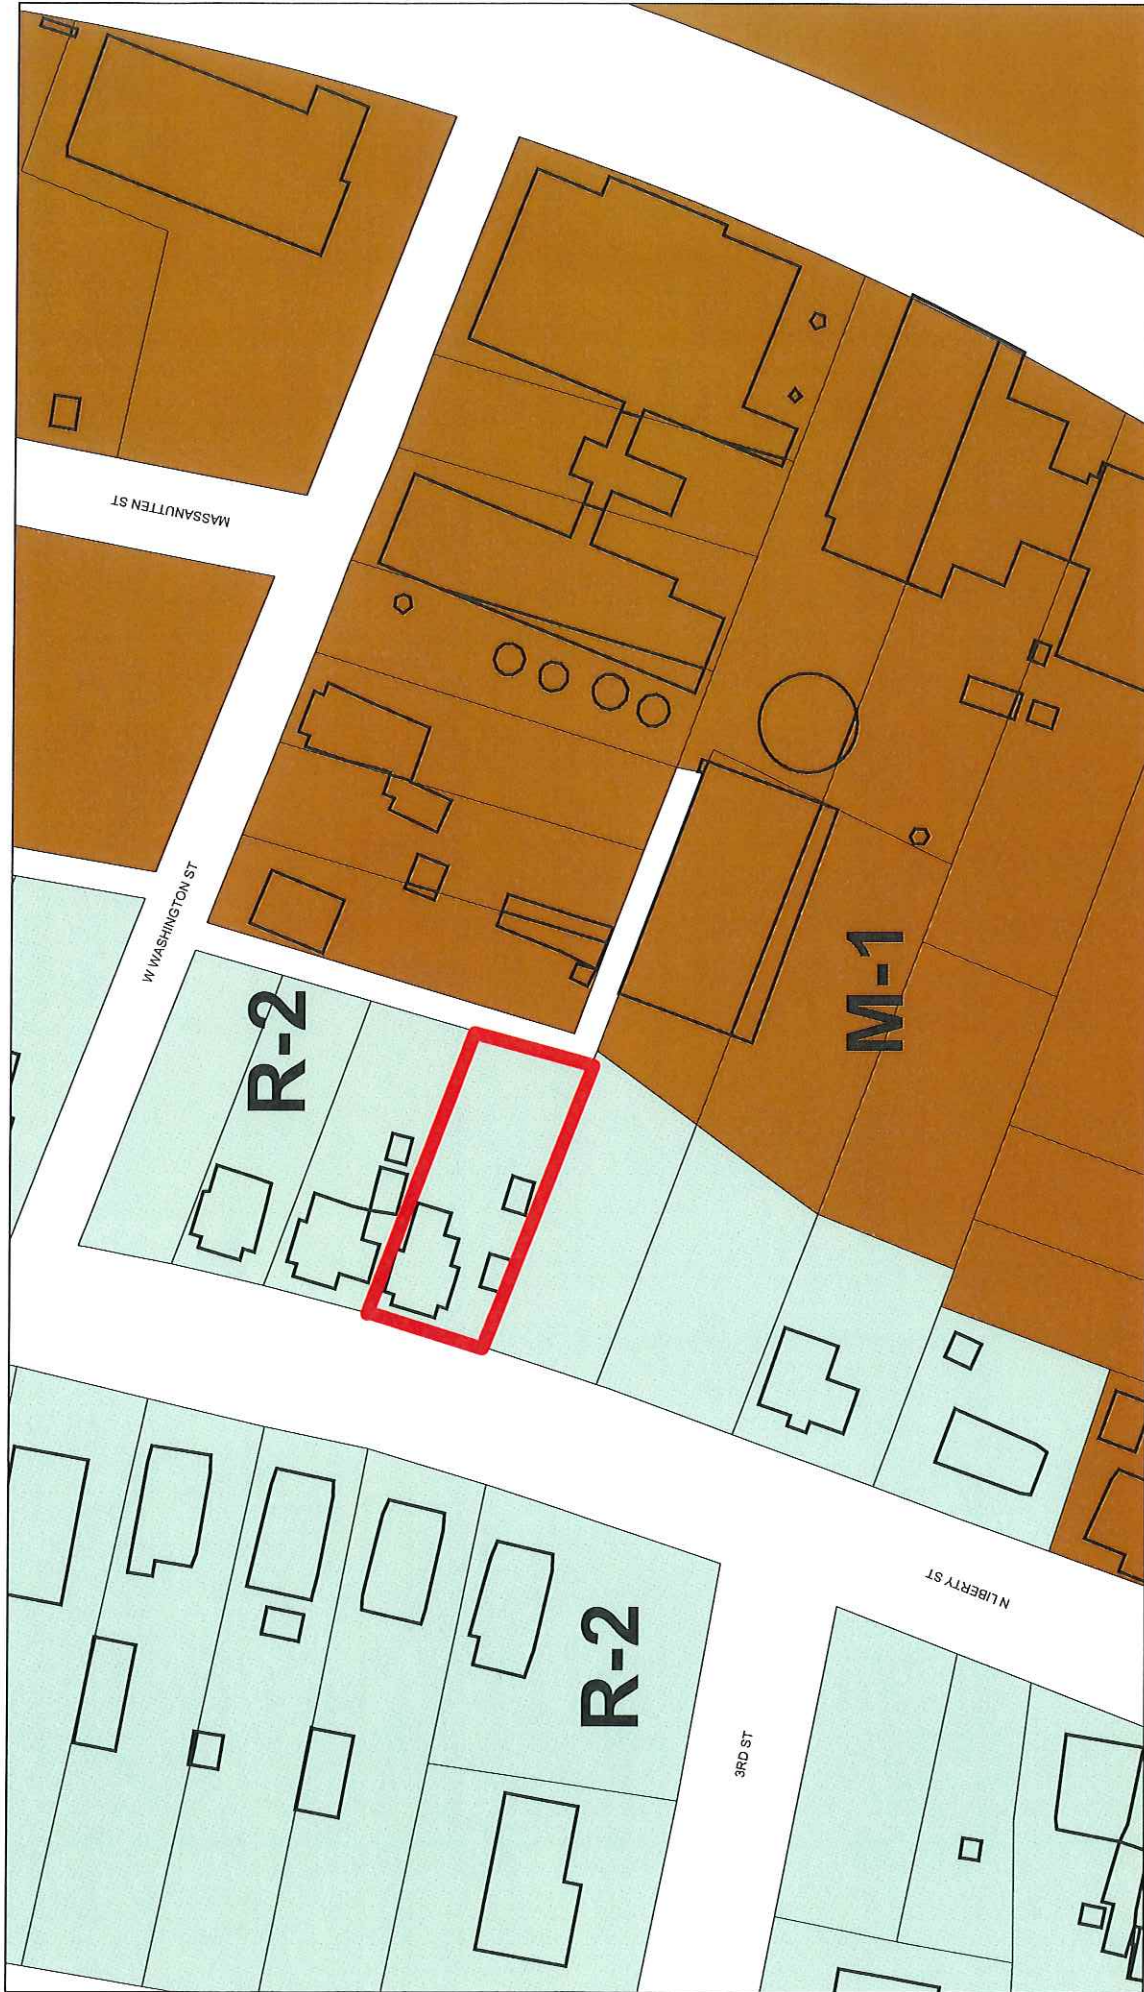 MASSANUTTEN ST
W WASHINGTON ST
R-2
M-1
N LIBERTY ST
R-2
3RD ST